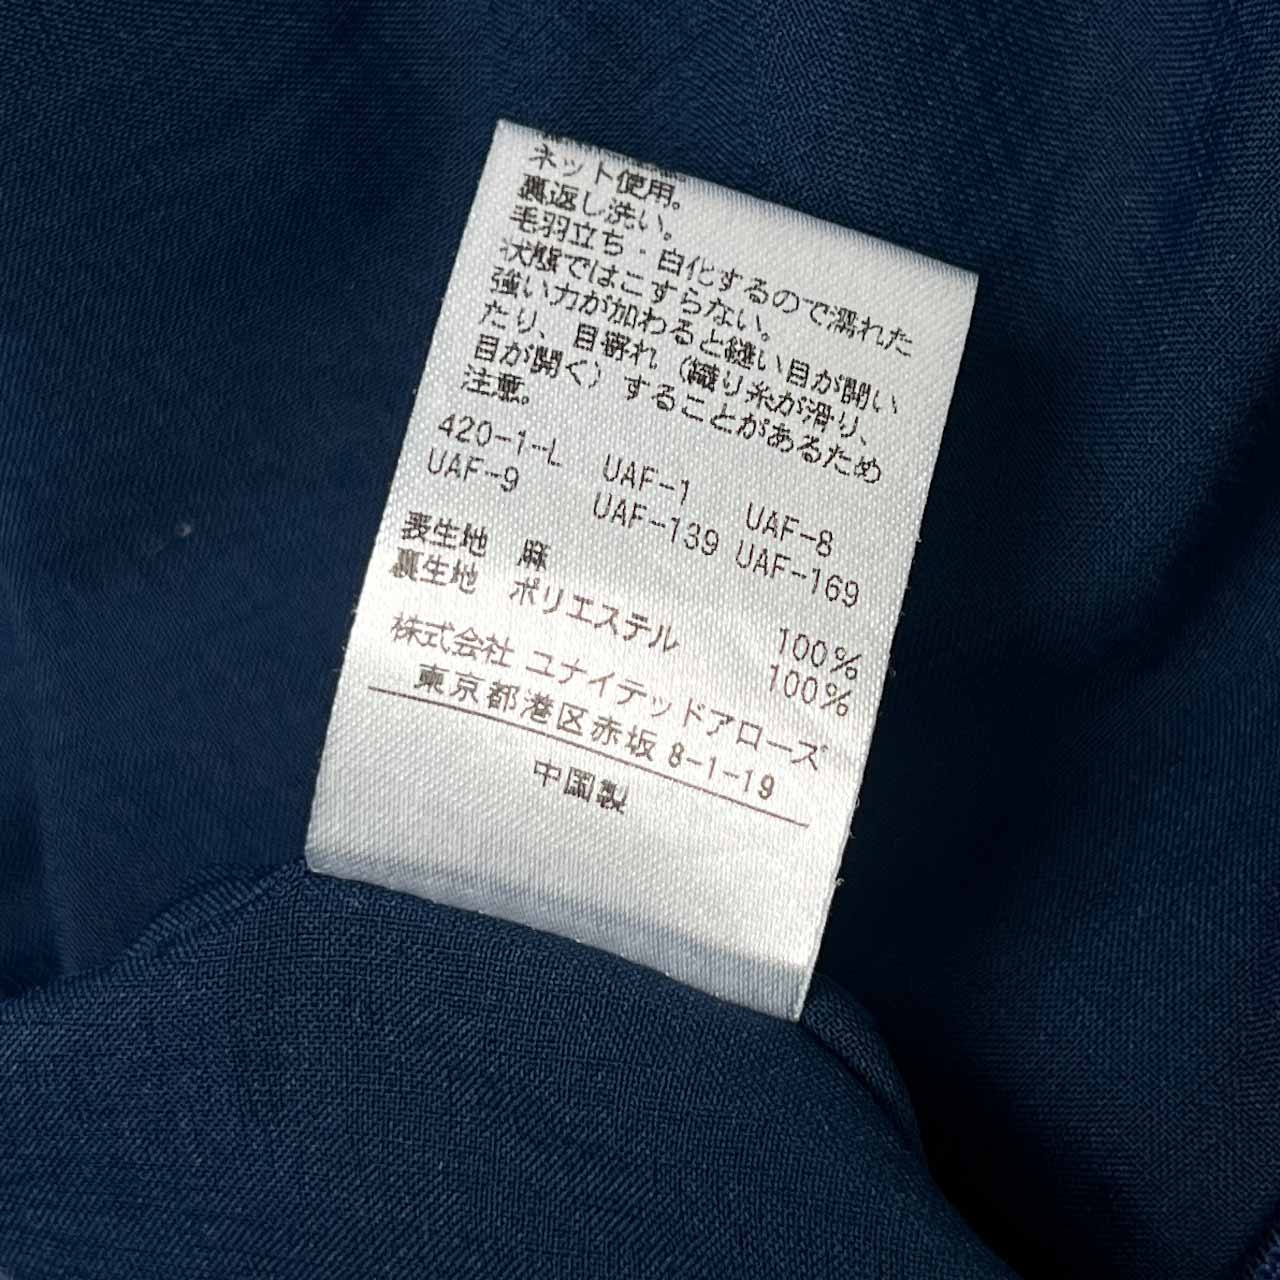 ネット使用。
裏返し洗い。
毛羽立ち・白化するので濡れた
状態ではこすらない。
強い力が加わると縫い目が開い
たり、目寄れ（織り糸が滑り、
目が開く）することがあるため
注意。
420-1-L UAF-1 UAF-8
UAF-9 UAF-139 UAF-169
表生地 麻 100%
裏生地 ポリエステル 100%
株式会社 ユナイテッドアローズ
東京都港区赤坂 8-1-19
中国製